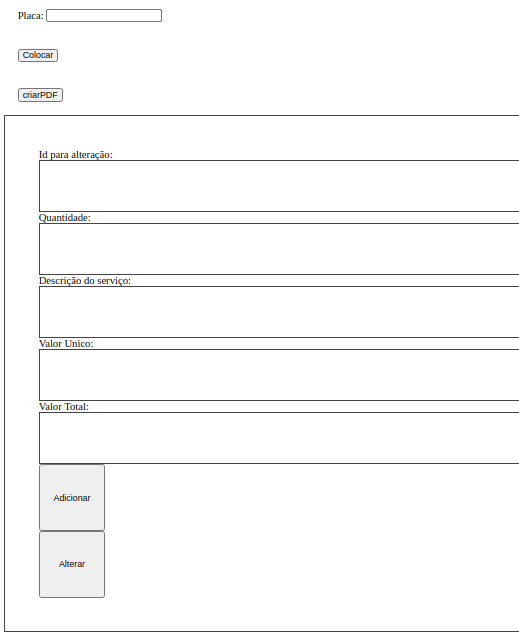 Placa:
Colocar
criarPDF
Id para alteração:
Quantidade:
Descrição do serviço:
Valor Unico:
Valor Total:
Adicionar
Alterar